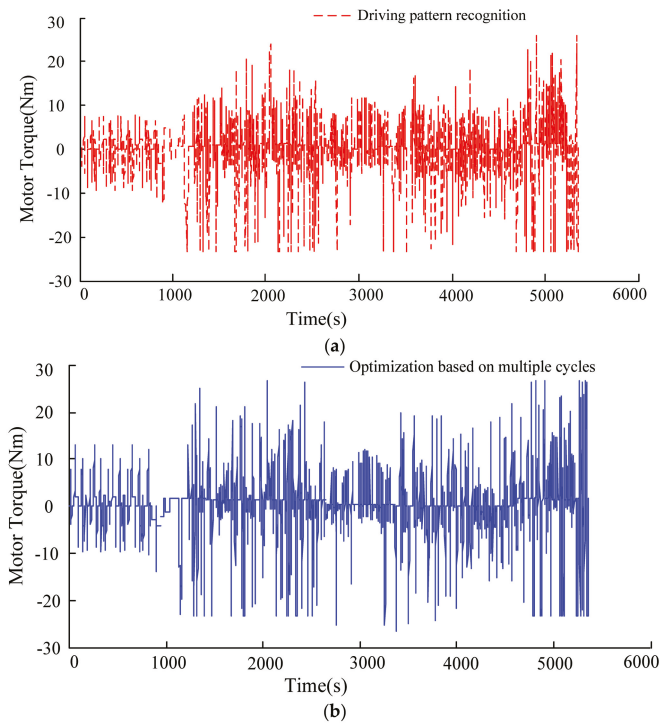 Driving pattern recognition
30
20
10
0
-10
-20
-30
Motor Torque(Nm)
0 1000 2000 3000 4000 5000 6000
Time(s)
(a)
Optimization based on multiple cycles
30
20
10
0
-10
-20
-30
Motor Torque(Nm)
0 1000 2000 3000 4000 5000 6000
Time(s)
(b)